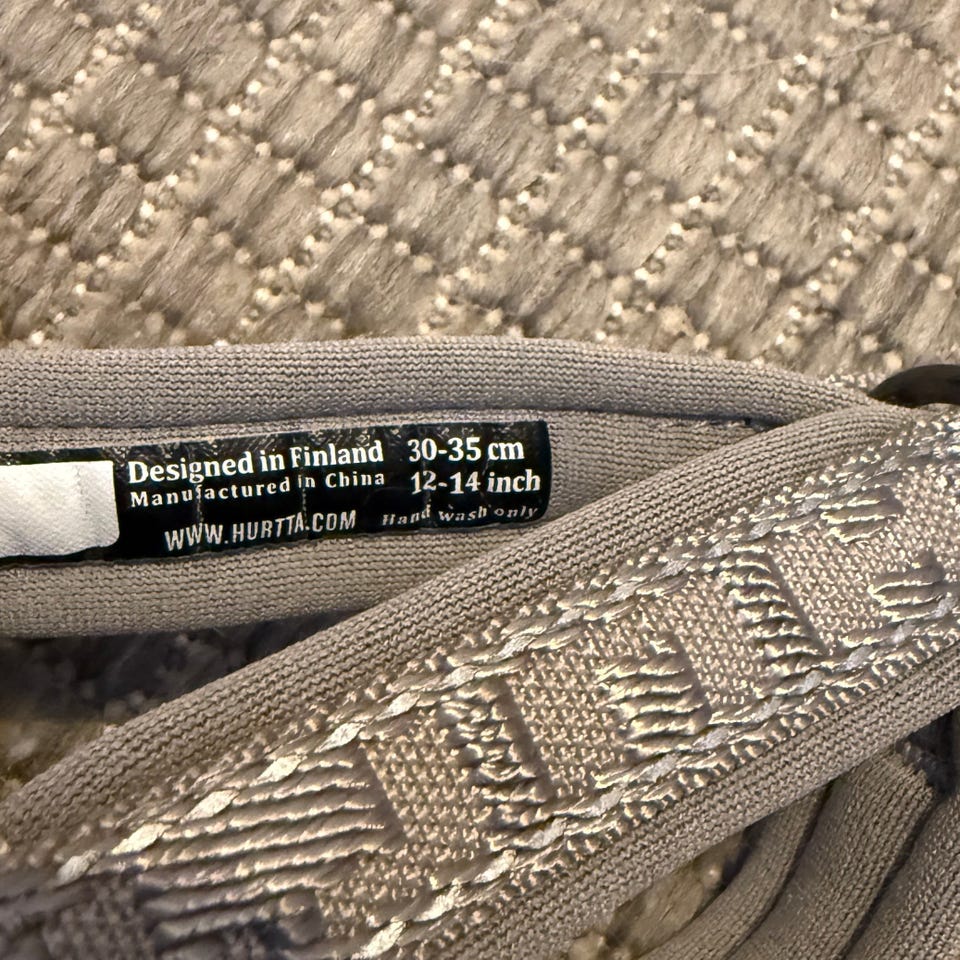 Designed in Finland
Manufactured in China
WWW.HURTTA.COM
30-35 cm
12-14 inch
Hand wash only